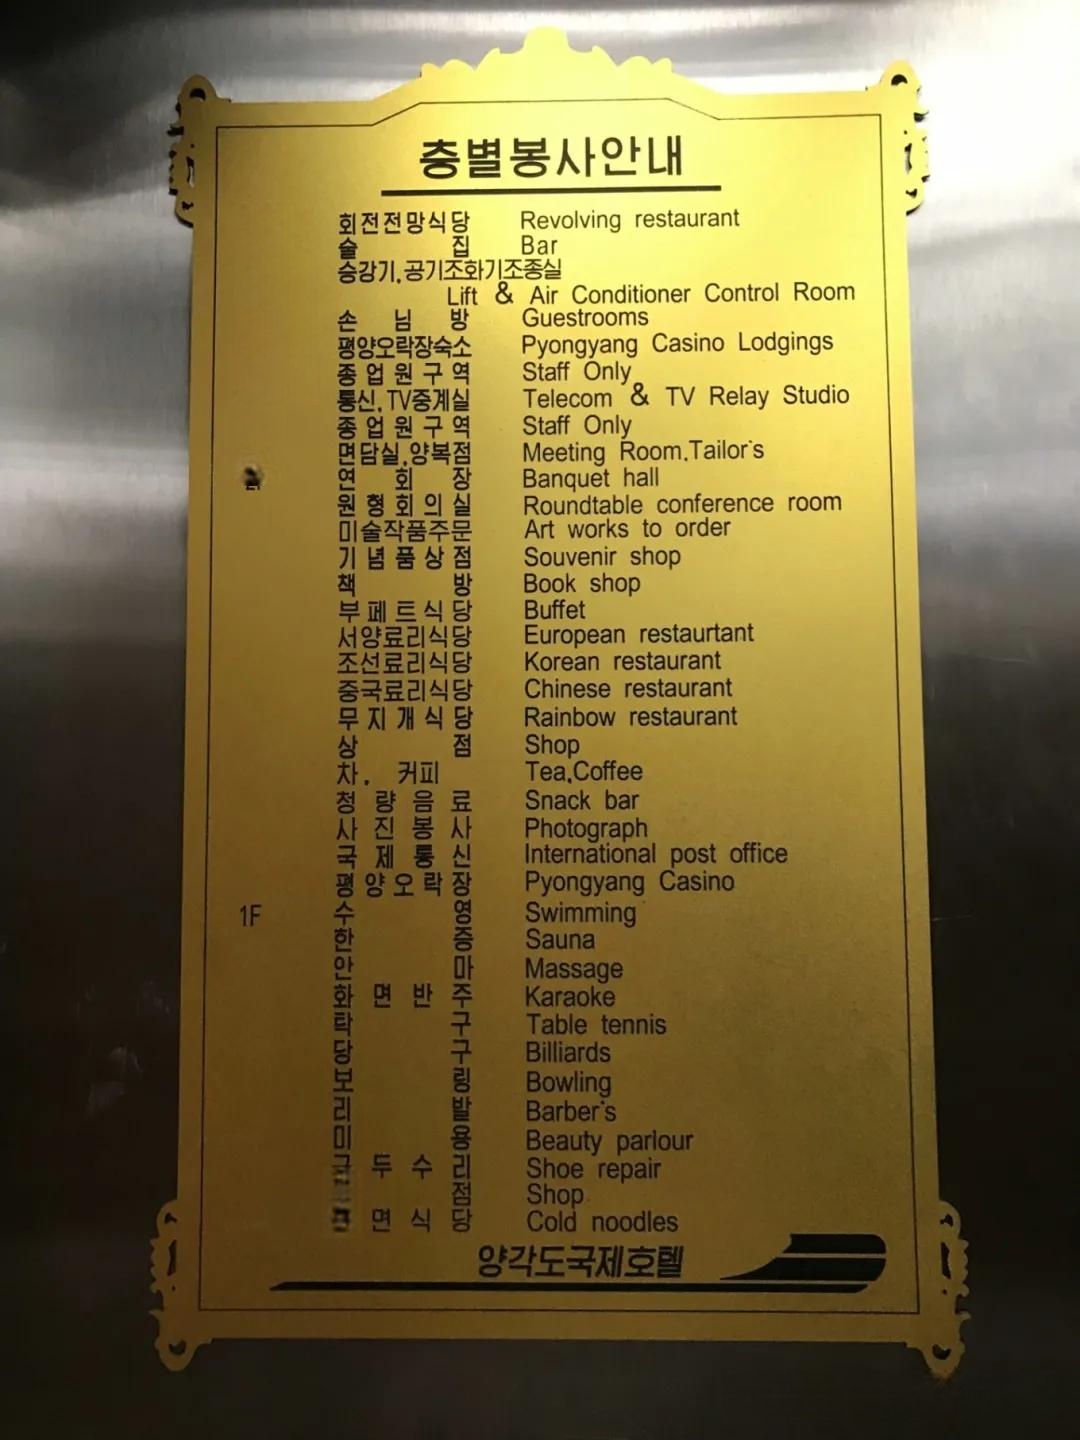 층별봉사안내
회전전망식당 Revolving restaurant
술 집 Bar
승강기,공기조화기조종실
Lift & Air Conditioner Control Room
손 님 방 Guestrooms
평양오락장숙소 Pyongyang Casino Lodgings
종 업 원 구 역 Staff Only
통신, TV중계실 Telecom & TV Relay Studio
종 업 원 구 역 Staff Only
면담실,양복점 Meeting Room,Tailor's
연 회 장 Banquet hall
원 형 회 의 실 Roundtable conference room
미술작품주문 Art works to order
기 념 품 상 점 Souvenir shop
책 방 Book shop
부 페 트 식 당 Buffet
서양료리식당 European restaurtant
조선료리식당 Korean restaurant
중국료리식당 Chinese restaurant
무 지 개 식 당 Rainbow restaurant
상 점 Shop
차, 커피 Tea,Coffee
청 량 음 료 Snack bar
사 진 봉 사 Photograph
국 제 통 신 International post office
평 양 오 락 장 Pyongyang Casino
1F 수 영 Swimming
한 증 Sauna
안 마 Massage
화 면 반 주 Karaoke
탁 구 Table tennis
당 구 Billiards
보 링 Bowling
리 발 Barber's
미 용 Beauty parlour
구 두 수 리 Shoe repair
점 Shop
면 식 당 Cold noodles
양각도국제호텔